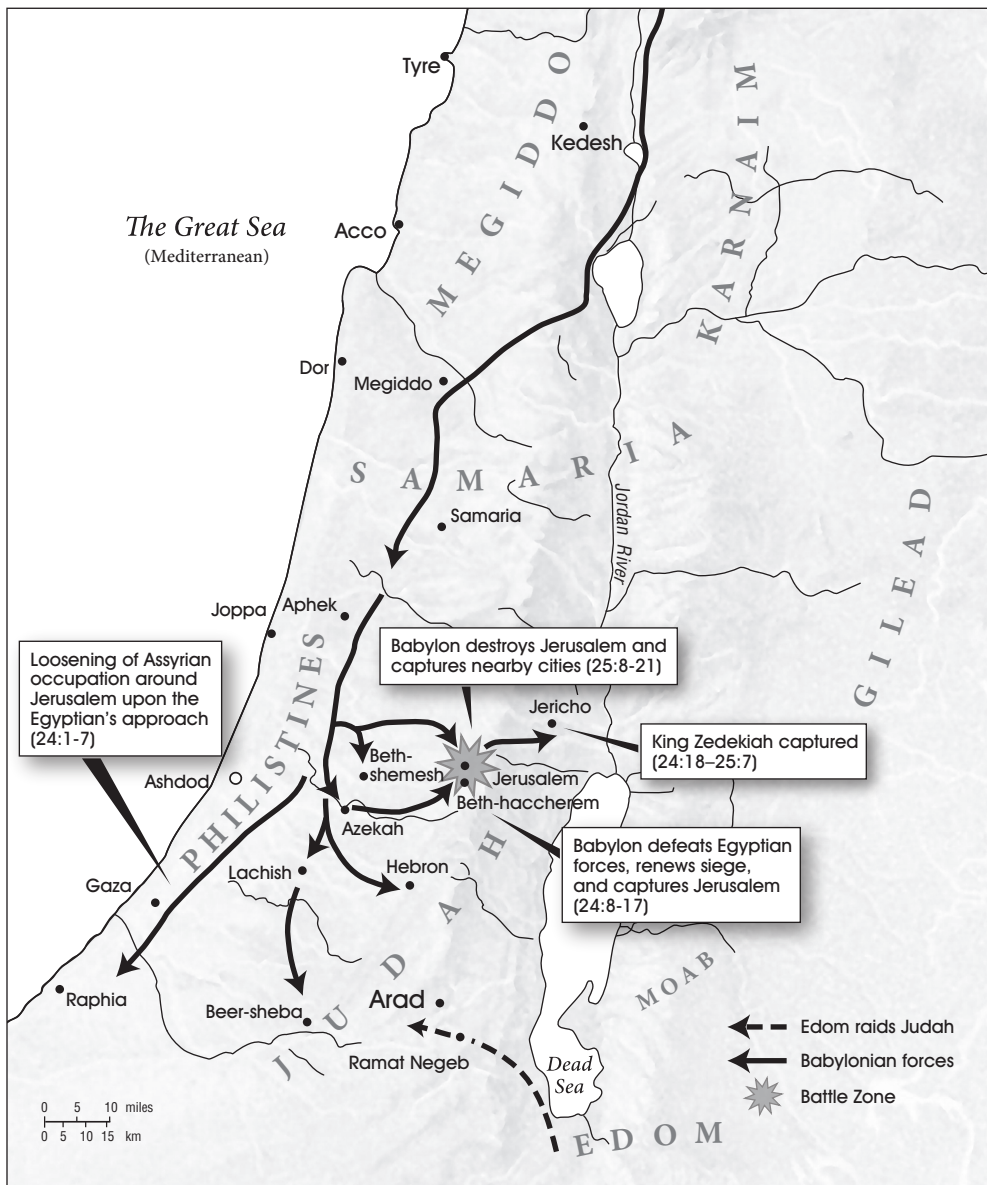 Tyre
MEGIDDO
Kedesh
KARNAIM
The Great Sea
(Mediterranean)
Acco
Dor
Megiddo
SAMARIA
Samaria
Jordan River
GILEAD
Joppa
Aphek
Loosening of Assyrian
occupation around
Jerusalem upon the
Egyptian's approach
(24:1-7)
Babylon destroys Jerusalem and
captures nearby cities (25:8-21)
Jericho
King Zedekiah captured
(24:18–25:7)
PHILISTINES
Ashdod
Beth-
shemesh
Jerusalem
Beth-haccherem
Azekah
Babylon defeats Egyptian
forces, renews siege,
and captures Jerusalem
(24:8-17)
Gaza
Lachish
Hebron
JUDAH
MOAB
Raphia
Arad
Beer-sheba
Ramat Negeb
Dead
Sea
EDOM
Edom raids Judah
Babylonian forces
Battle Zone
0 5 10 miles
0 5 10 15 km